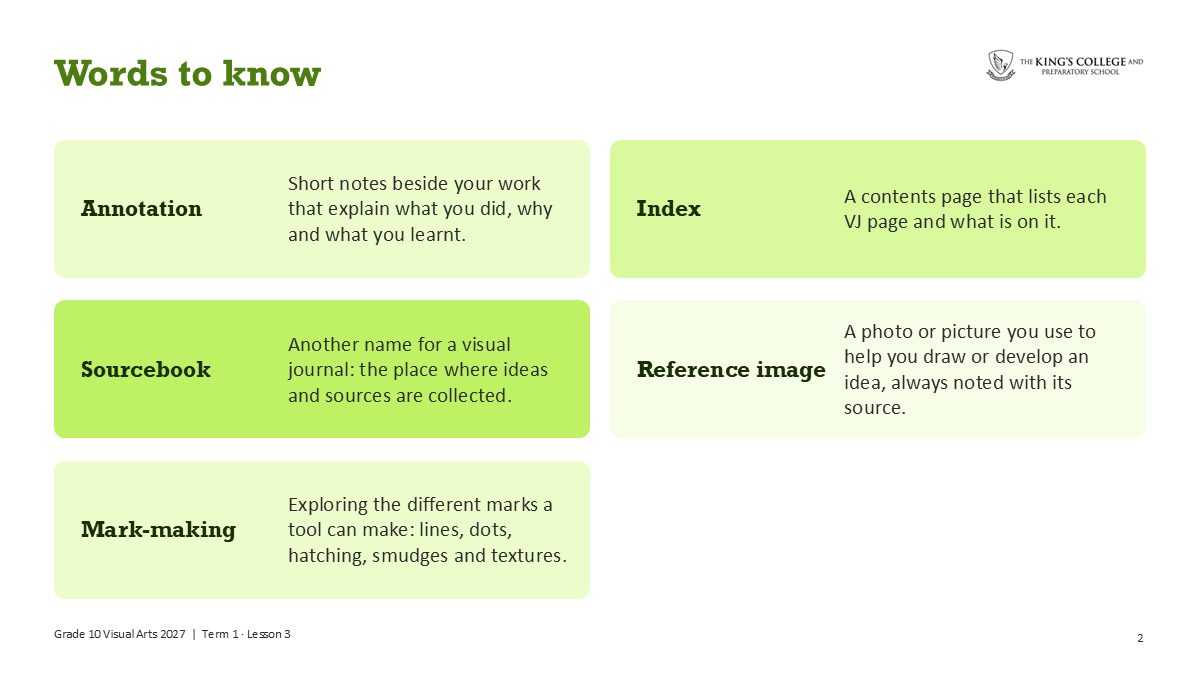 Words to know
THE KING'S COLLEGE AND
PREPARATORY SCHOOL
Annotation
Short notes beside your work
that explain what you did, why
and what you learnt.
Index
A contents page that lists each
VJ page and what is on it.
Sourcebook
Another name for a visual
journal: the place where ideas
and sources are collected.
Reference image
A photo or picture you use to
help you draw or develop an
idea, always noted with its
source.
Mark-making
Exploring the different marks a
tool can make: lines, dots,
hatching, smudges and textures.
Grade 10 Visual Arts 2027 | Term 1 · Lesson 3
2